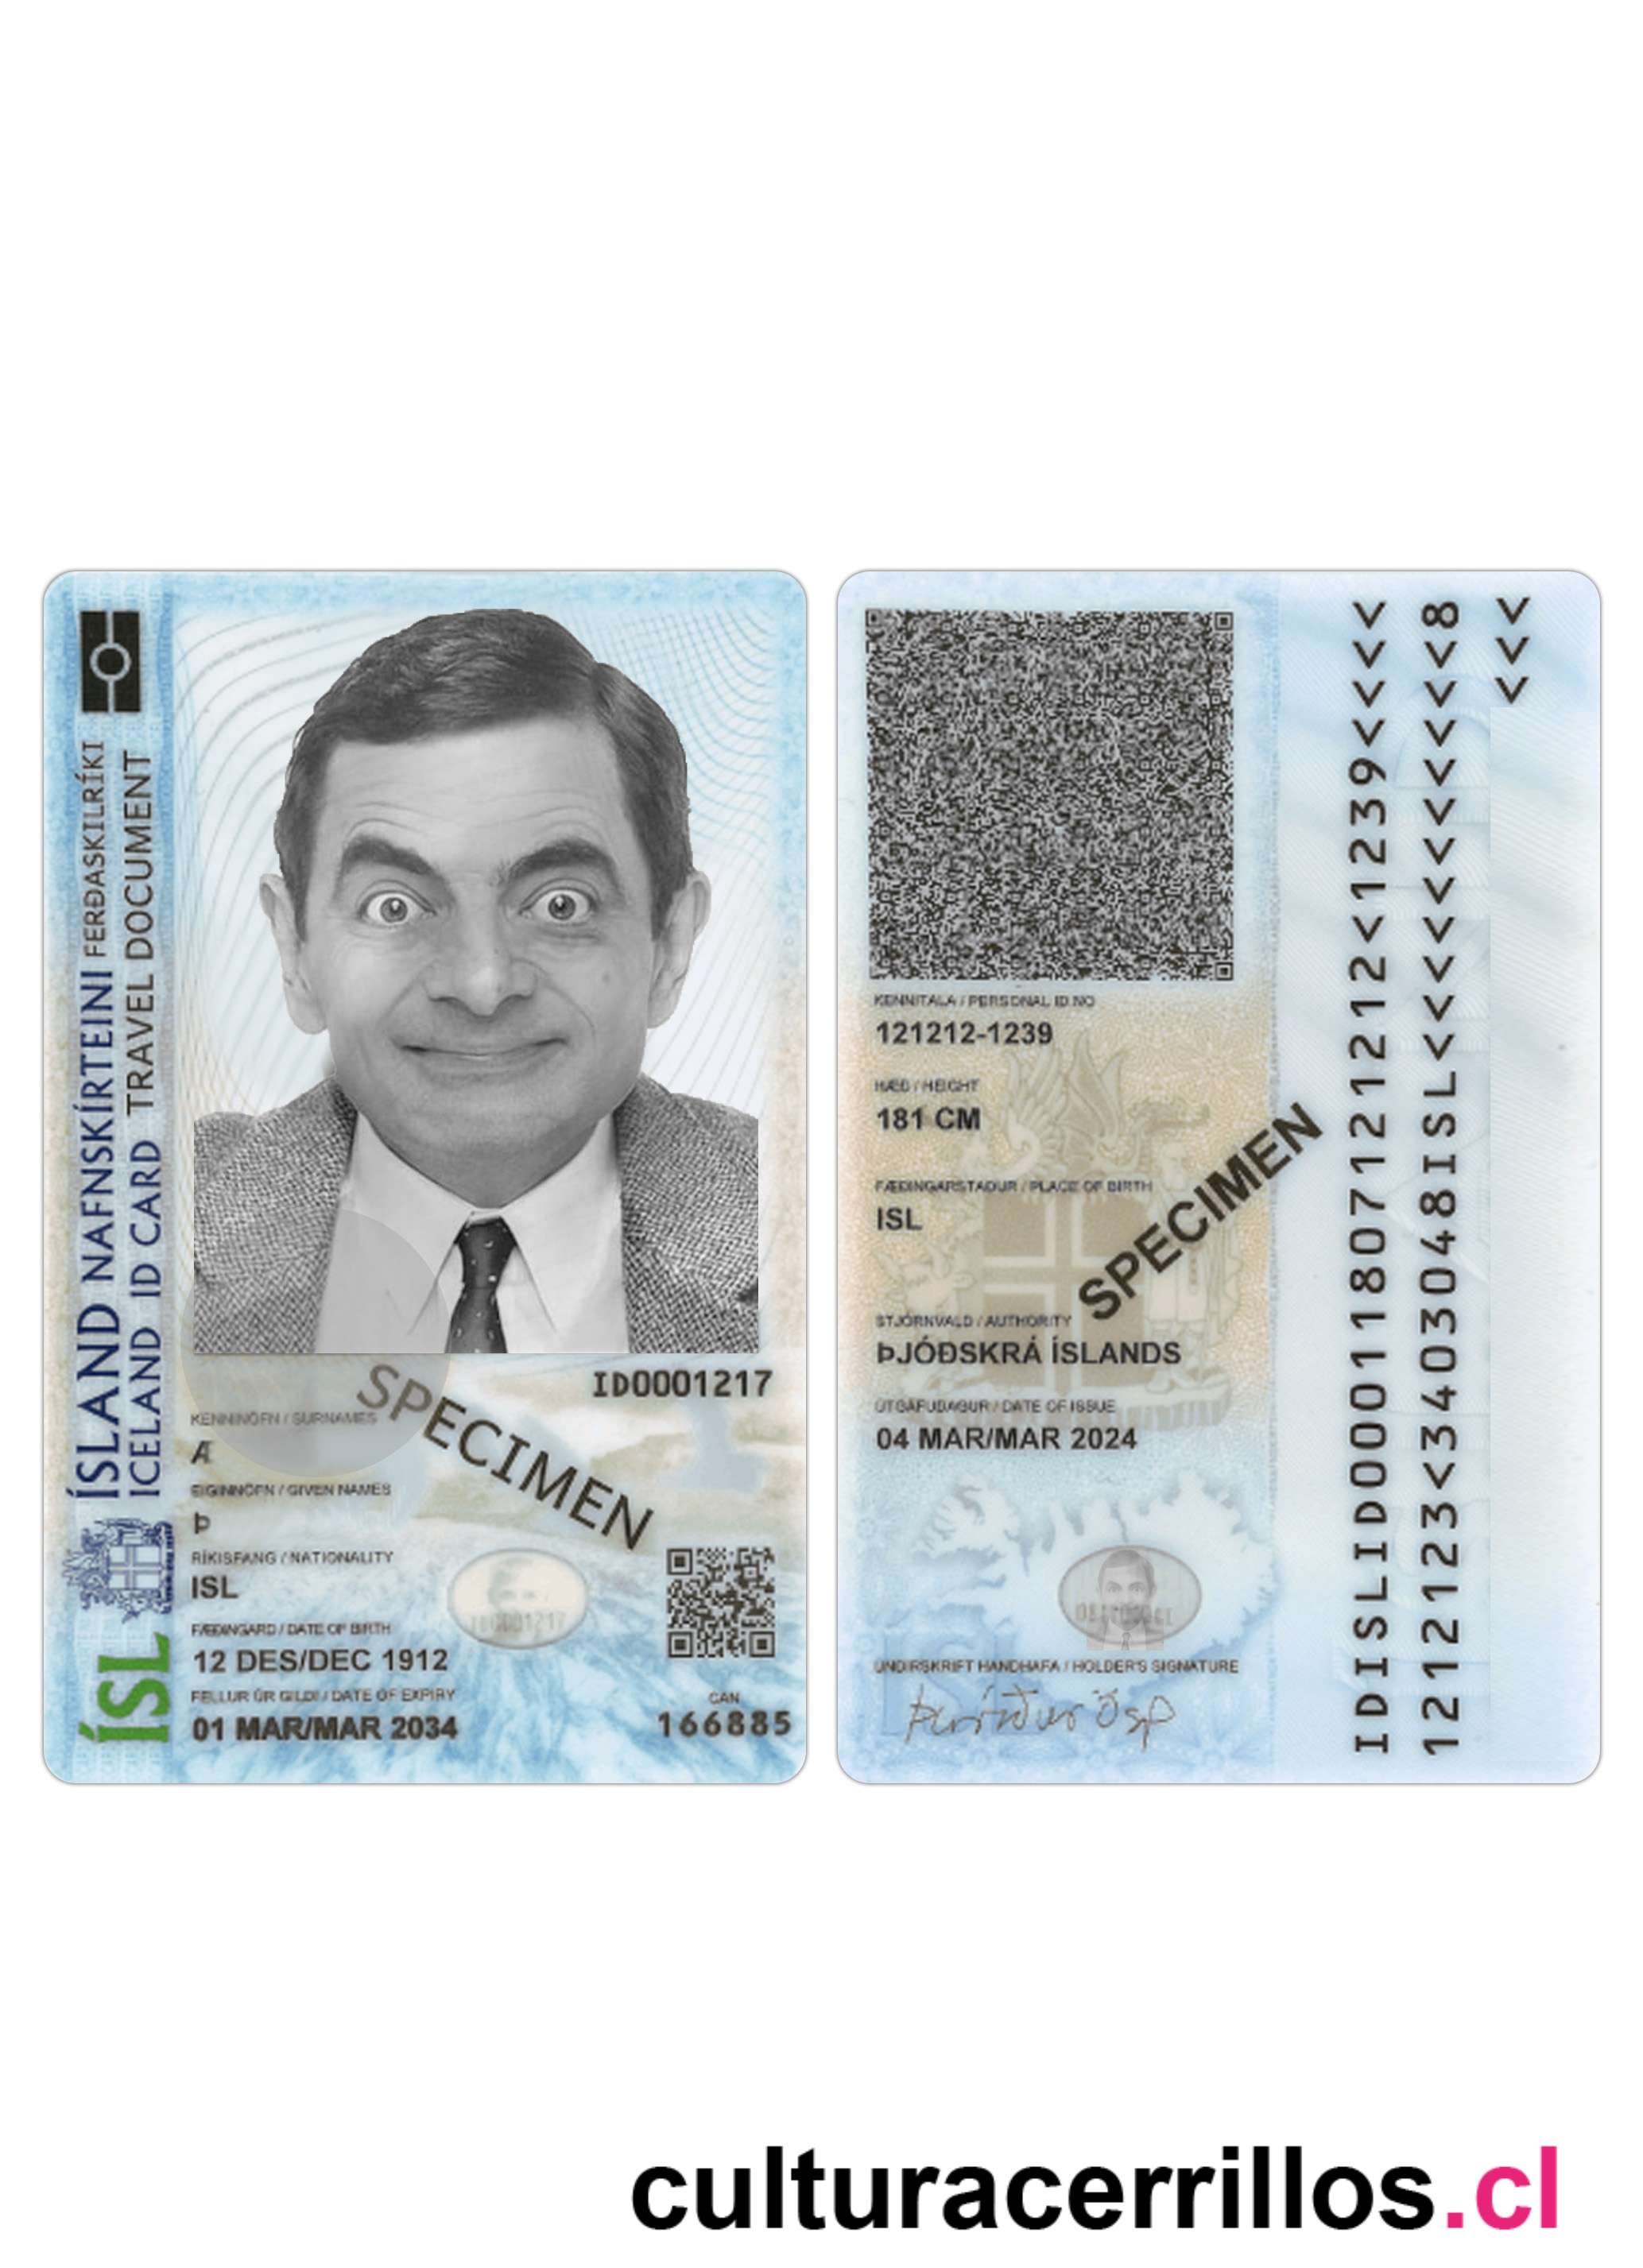 ÍSLAND NAFNSKÍRTEINI FERÐASKILRÍKI
ICELAND ID CARD TRAVEL DOCUMENT
ÍSL
ID0001217
SPECIMEN
KENNINÖFN / SURNAMES
Æ
EIGINNÖFN / GIVEN NAMES
Þ
RÍKISFANG / NATIONALITY
ISL
FÆÐINGARD / DATE OF BIRTH
12 DES/DEC 1912
FELLUR ÚR GILDI / DATE OF EXPIRY
01 MAR/MAR 2034
CAN
166885
KENNITALA / PERSONAL ID NO
121212-1239
HÆÐ / HEIGHT
181 CM
FÆÐINGARSTAÐUR / PLACE OF BIRTH
ISL
SPECIMEN
STJÓRNVALD / AUTHORITY
ÞJÓÐSKRÁ ÍSLANDS
ÚTGÁFUDAGUR / DATE OF ISSUE
04 MAR/MAR 2024
UNDIRSKRIFT HANDHAFA / HOLDER'S SIGNATURE
Þuríður Ösp
IDISLID000118071212121212<1239<<<<
1212123<3403048ISL<<<<<<<<<<<8
<<<
culturacerrillos.cl